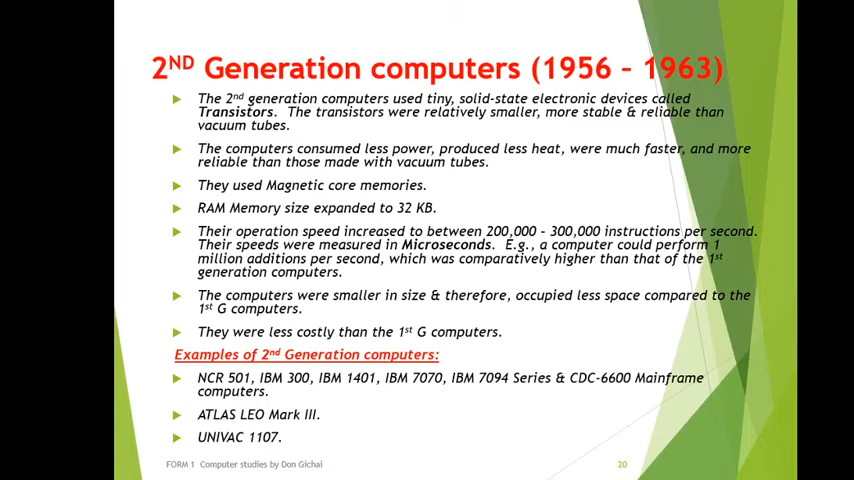 2ND Generation computers (1956 – 1963)
The 2nd generation computers used tiny, solid-state electronic devices called
Transistors. The transistors were relatively smaller, more stable & reliable than
vacuum tubes.
The computers consumed less power, produced less heat, were much faster, and more
reliable than those made with vacuum tubes.
They used Magnetic core memories.
RAM Memory size expanded to 32 KB.
Their operation speed increased to between 200,000 – 300,000 instructions per second.
Their speeds were measured in Microseconds. E.g., a computer could perform 1
million additions per second, which was comparatively higher than that of the 1st
generation computers.
The computers were smaller in size & therefore, occupied less space compared to the
1st G computers.
They were less costly than the 1st G computers.
Examples of 2nd Generation computers:
NCR 501, IBM 300, IBM 1401, IBM 7070, IBM 7094 Series & CDC-6600 Mainframe
computers.
ATLAS LEO Mark III.
UNIVAC 1107.
FORM 1 Computer studies by Don Gichai
20